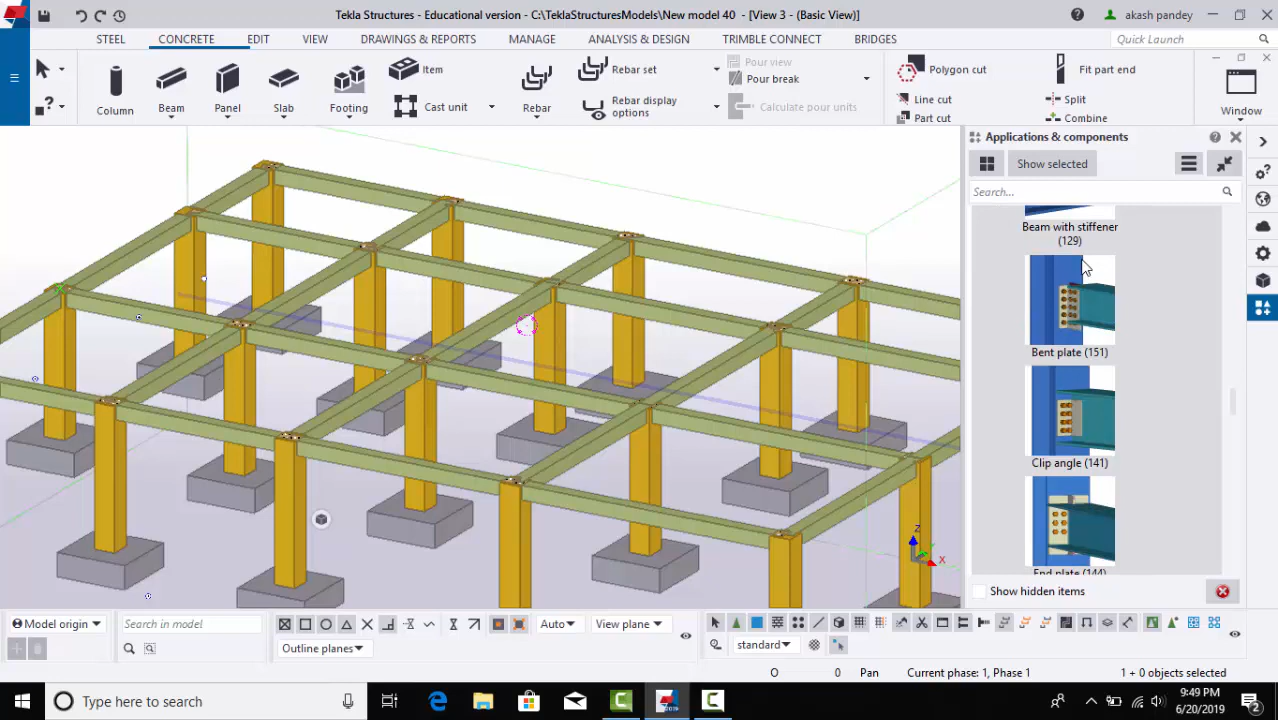 Tekla Structures - Educational version - C:\TeklaStructuresModels\New model 40 - [View 3 - (Basic View)]
akash pandey
STEEL CONCRETE EDIT VIEW DRAWINGS & REPORTS MANAGE ANALYSIS & DESIGN TRIMBLE CONNECT BRIDGES
Quick Launch
Column
Beam
Panel
Slab
Footing
Item
Cast unit
Rebar
Rebar set
Rebar display
options
Pour view
Pour break
Calculate pour units
Polygon cut
Line cut
Part cut
Fit part end
Split
Combine
Window
Applications & components
Show selected
Search...
Beam with stiffener
(129)
Bent plate (151)
Clip angle (141)
End plate (144)
Show hidden items
Z
X
Model origin
Search in model
Auto
View plane
Outline planes
standard
O 0 Pan Current phase: 1, Phase 1 1 + 0 objects selected
Type here to search
9:49 PM
6/20/2019
2